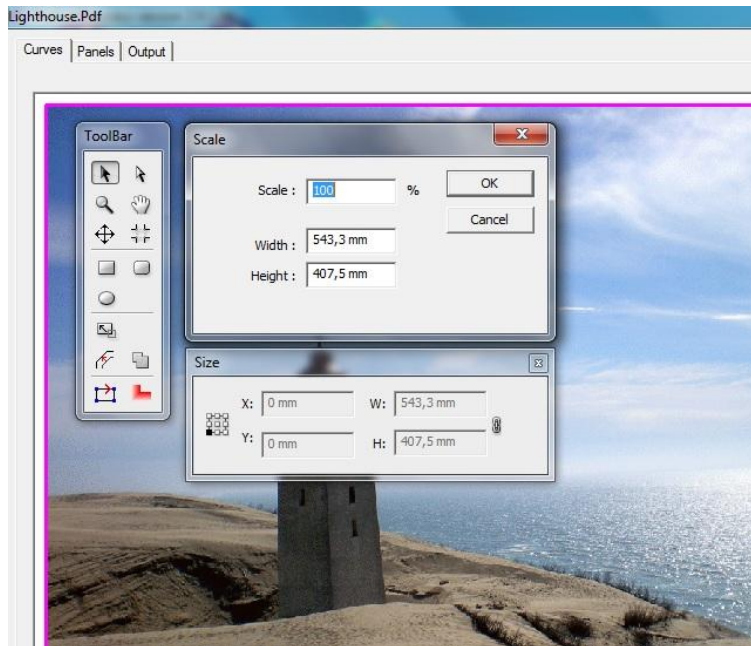 Lighthouse.Pdf
Curves Panels Output
ToolBar
Scale
Scale : 100 %
OK
Cancel
Width : 543,3 mm
Height : 407,5 mm
Size
X: 0 mm W: 543,3 mm
Y: 0 mm H: 407,5 mm